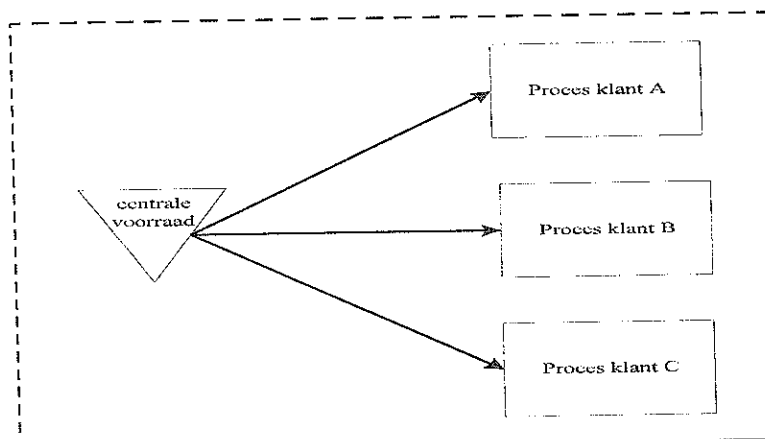 Proces klant A
centrale
voorraad
Proces klant B
Proces klant C